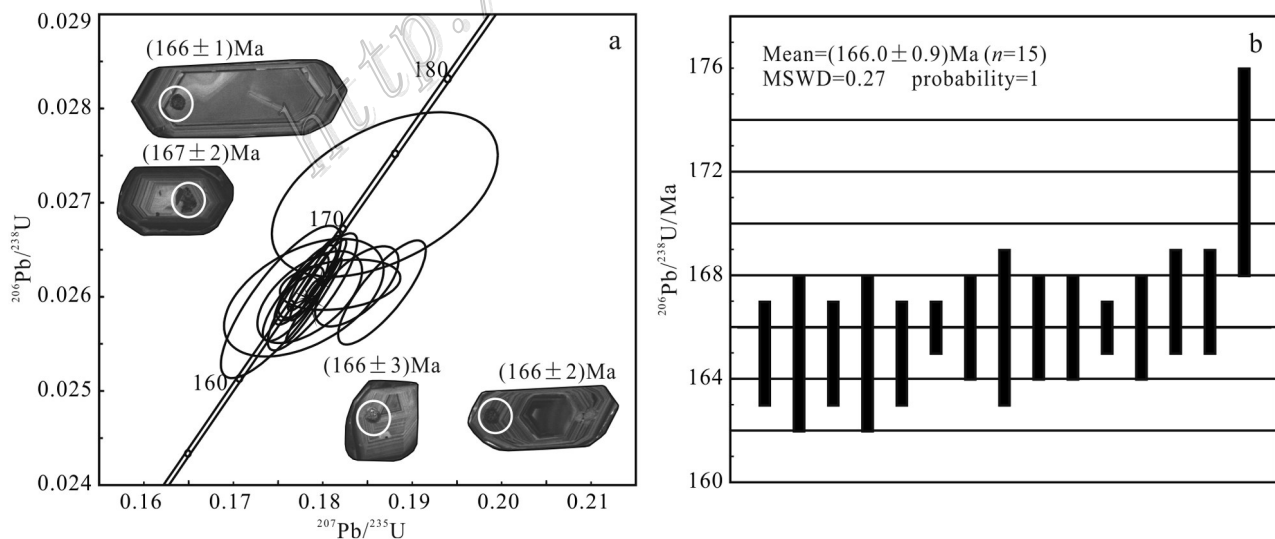 0.029
0.028
0.027
0.026
0.025
0.024
²⁰⁶Pb/²³⁸U
0.16
0.17
0.18
0.19
0.20
0.21
²⁰⁷Pb/²³⁵U
a
(166±1)Ma
(167±2)Ma
(166±3)Ma
(166±2)Ma
180
170
160
http:/
b
Mean=(166.0±0.9)Ma (n=15)
MSWD=0.27 probability=1
176
172
168
164
160
²⁰⁶Pb/²³⁸U/Ma